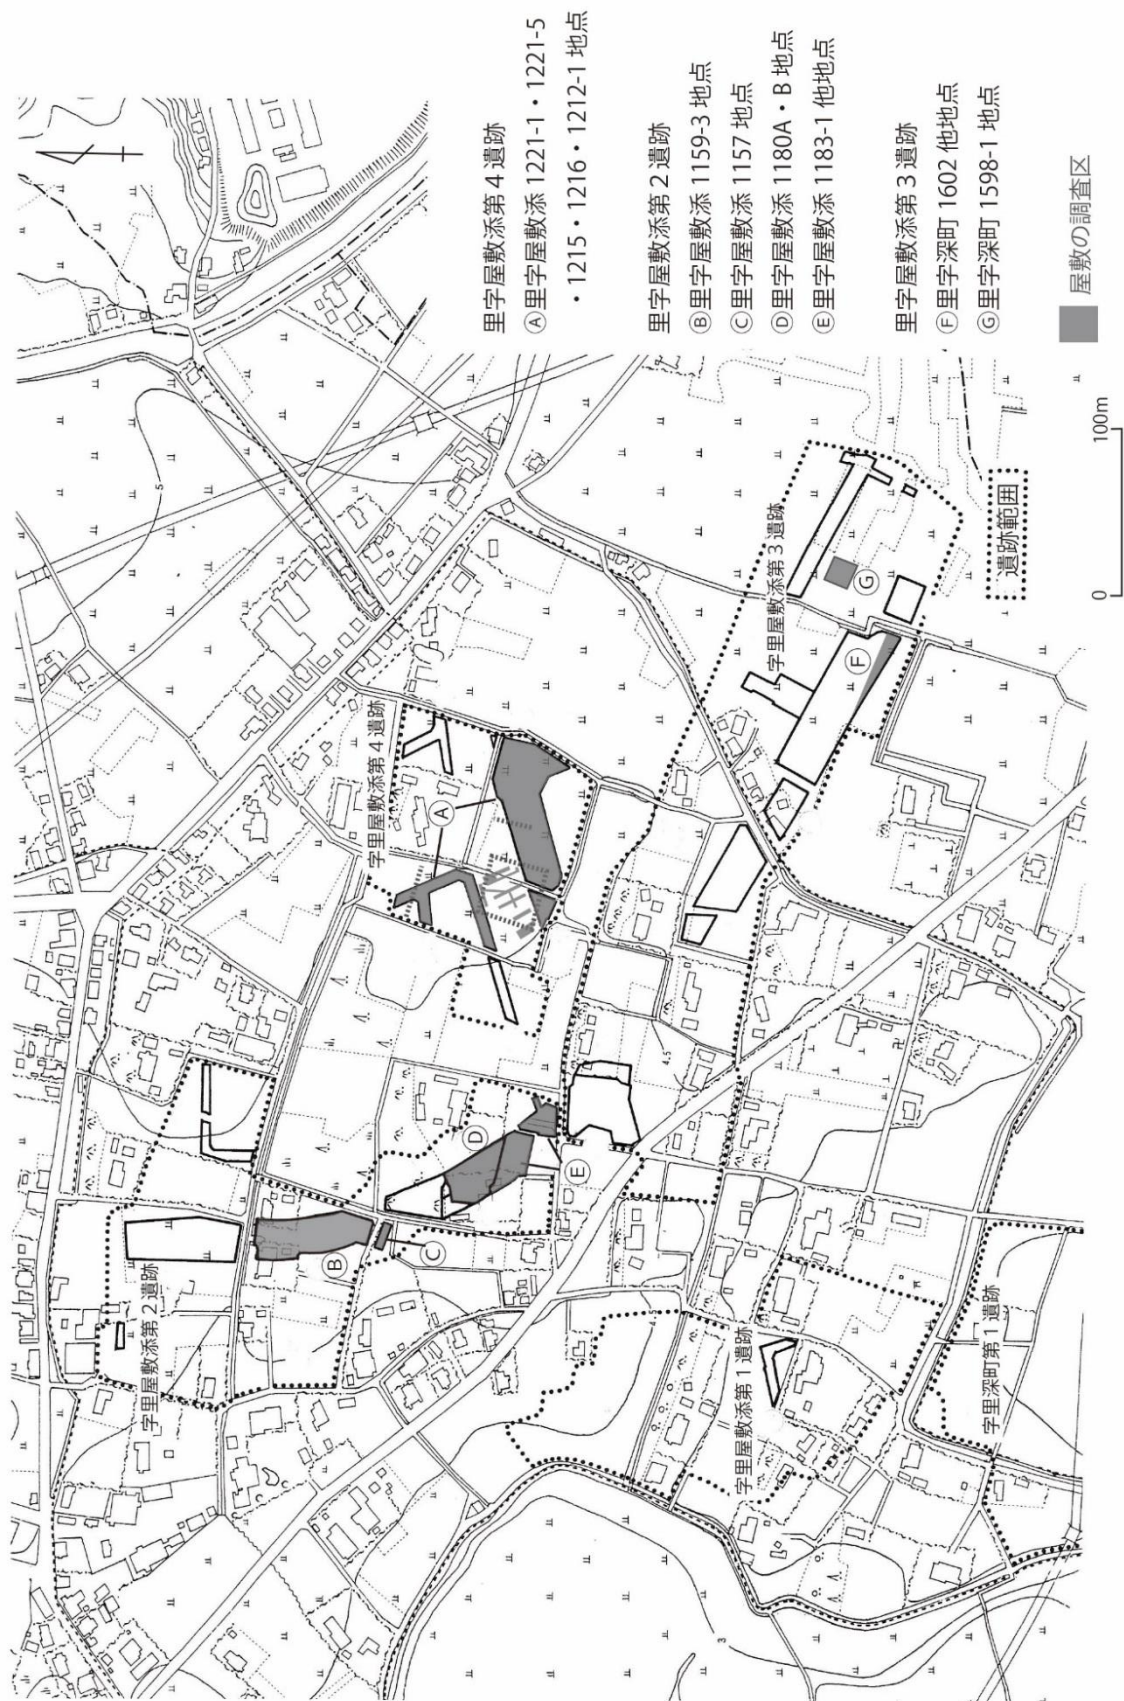 里字屋敷添第4遺跡
Ⓐ里字屋敷添 1221-1・1221-5
・1215・1216・1212-1 地点
里字屋敷添第2遺跡
Ⓑ里字屋敷添 1159-3 地点
Ⓒ里字屋敷添 1157 地点
Ⓓ里字屋敷添 1180A・B 地点
Ⓔ里字屋敷添 1183-1 他地点
里字屋敷添第3遺跡
Ⓕ里字深町 1602 他地点
Ⓖ里字深町 1598-1 地点
屋敷の調査区
字里屋敷添第2遺跡
字里屋敷添第4遺跡
字里屋敷添第3遺跡
字里屋敷添第1遺跡
字里深町第1遺跡
Ⓐ
Ⓑ
Ⓒ
Ⓓ
Ⓔ
Ⓕ
Ⓖ
5
4.5
3
遺跡範囲
0
100m